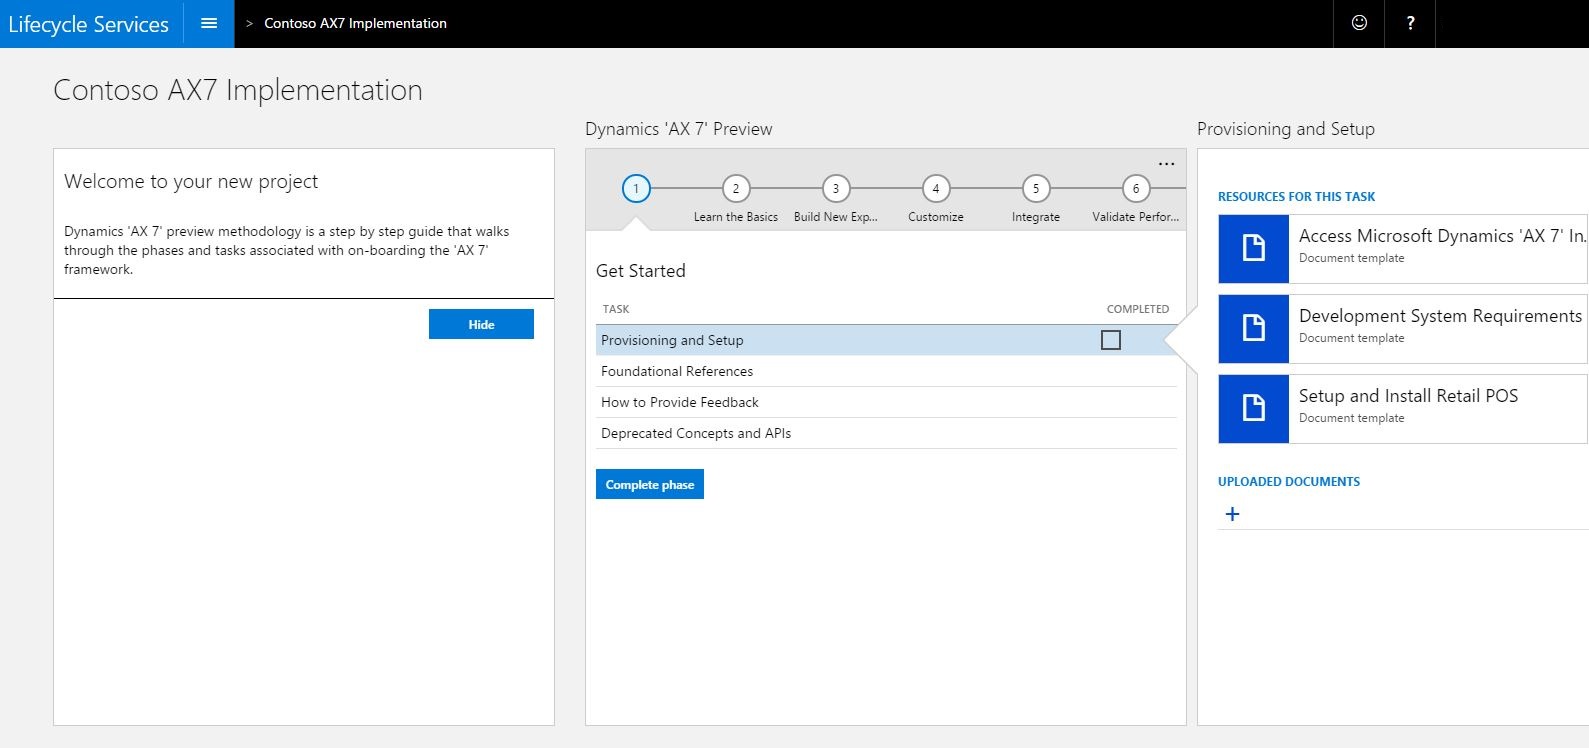 Lifecycle Services
> Contoso AX7 Implementation
?
Contoso AX7 Implementation
Welcome to your new project
Dynamics 'AX 7' preview methodology is a step by step guide that walks
through the phases and tasks associated with on-boarding the 'AX 7'
framework.
Hide
Dynamics 'AX 7' Preview
...
1 2 3 4 5 6
Learn the Basics Build New Exp... Customize Integrate Validate Perfor...
Get Started
TASK COMPLETED
Provisioning and Setup
Foundational References
How to Provide Feedback
Deprecated Concepts and APIs
Complete phase
Provisioning and Setup
RESOURCES FOR THIS TASK
Access Microsoft Dynamics 'AX 7' In.
Document template
Development System Requirements
Document template
Setup and Install Retail POS
Document template
UPLOADED DOCUMENTS
+